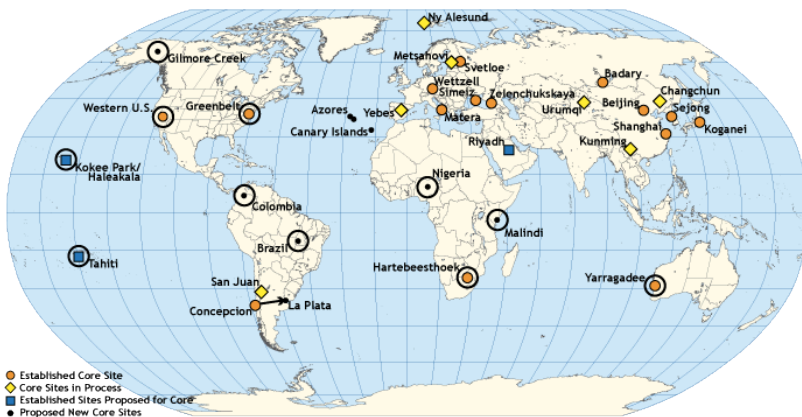 Ny Alesund
Gilmore Creek
Metsahovi
Svetloe
Badary
Wettzell
Simeiz
Zelenchukskaya
Changchun
Western U.S.
Greenbelt
Azores
Yebes
Matera
Urumqi
Beijing
Sejong
Canary Islands
Shanghai
Koganei
Riyadh
Kunming
Kokee Park/
Haleakala
Nigeria
Colombia
Malindi
Brazil
Tahiti
Hartebeesthoek
Yarragadee
San Juan
La Plata
Concepcion
Established Core Site
Core Sites in Process
Established Sites Proposed for Core
Proposed New Core Sites